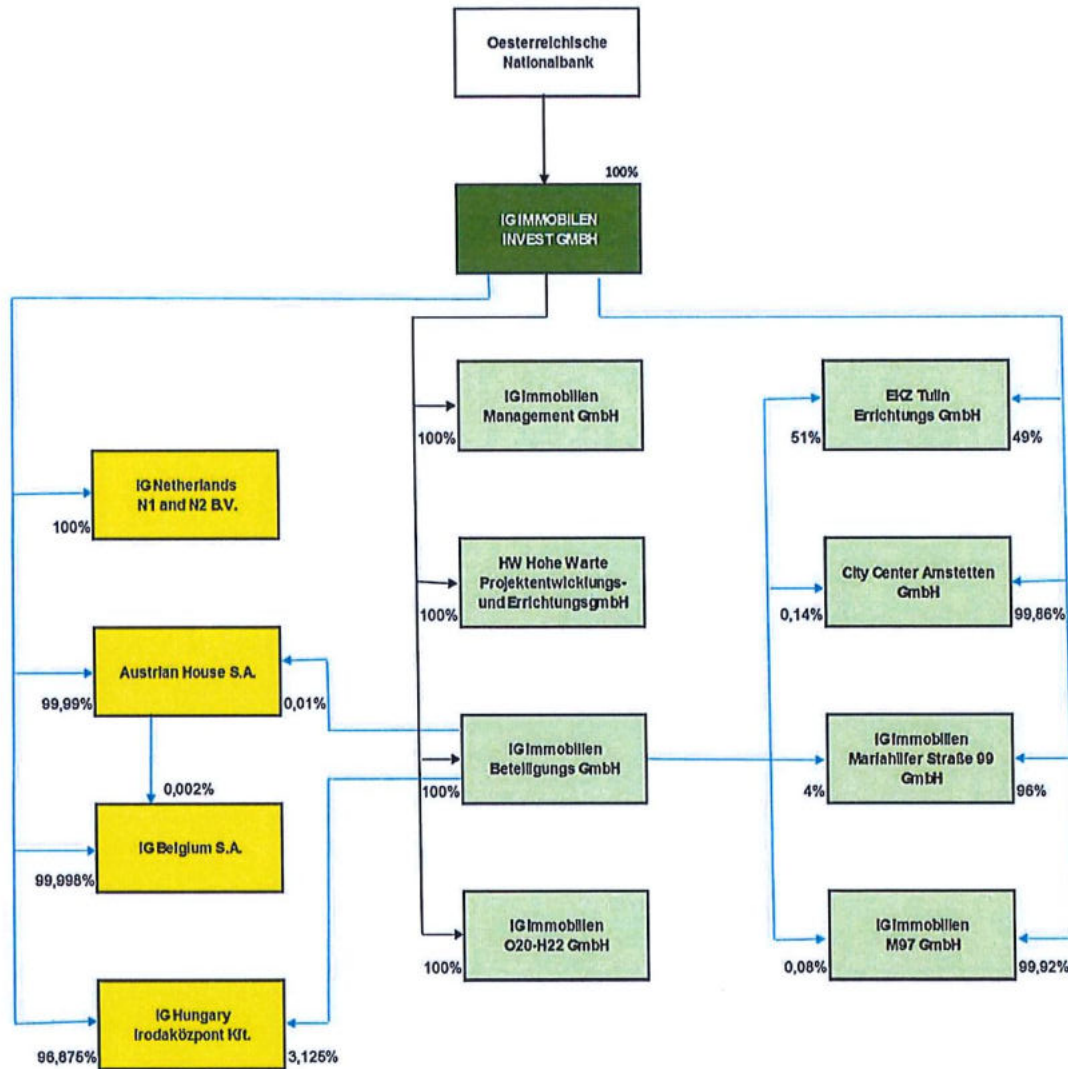 Oesterreichische
Nationalbank
100%
IG IMMOBILEN
INVEST GMBH
IG Immobilien
Management GmbH
100%
EKZ Tulln
Errichtungs GmbH
51%
49%
IG Netherlands
N1 and N2 B.V.
100%
HW Hohe Warte
Projektentwicklungs-
und ErrichtungsgmbH
100%
City Center Amstetten
GmbH
0,14%
99,86%
Austrian House S.A.
99,99%
0,01%
IG Immobilien
Beteiligungs GmbH
100%
IG Immobilien
Mariahilfer Straße 99
GmbH
4%
96%
0,002%
IG Belgium S.A.
99,998%
IG Immobilien
O20-H22 GmbH
100%
IG Immobilien
M97 GmbH
0,08%
99,92%
IG Hungary
Irodaközpont Kft.
96,875%
3,125%